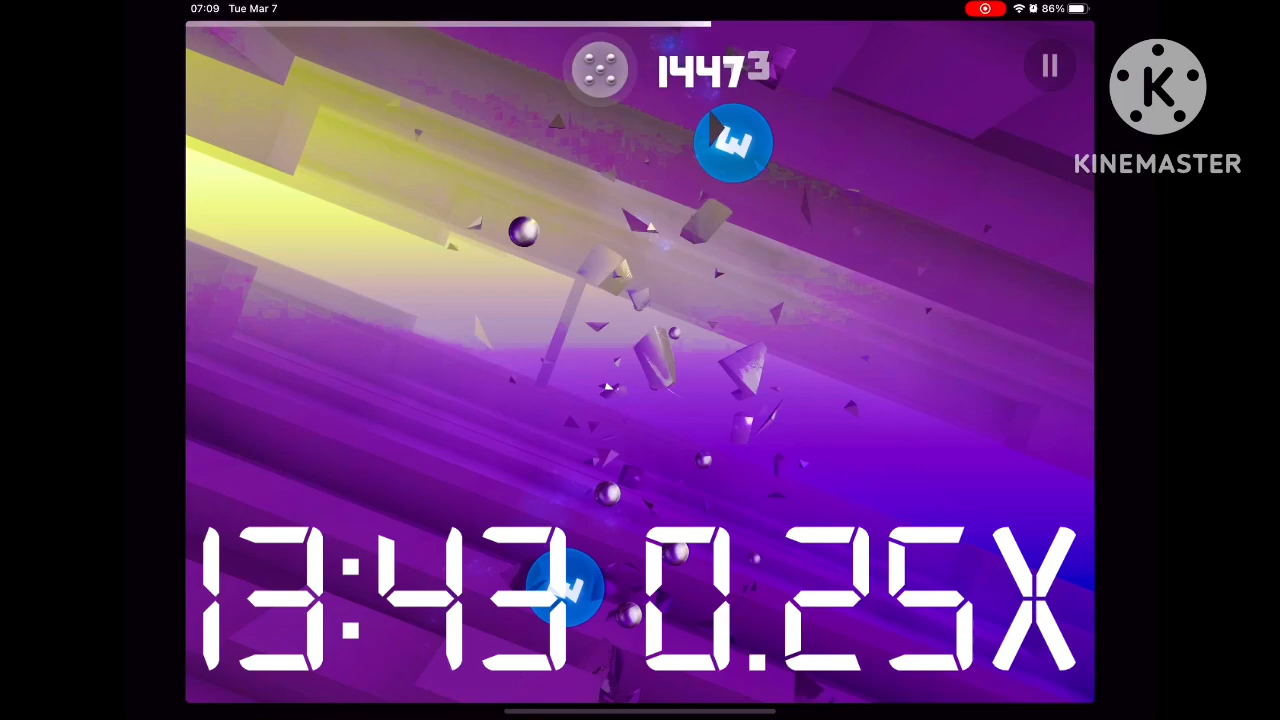 07:09 Tue Mar 7
86%
14473
K
KINEMASTER
13:43 0.25X